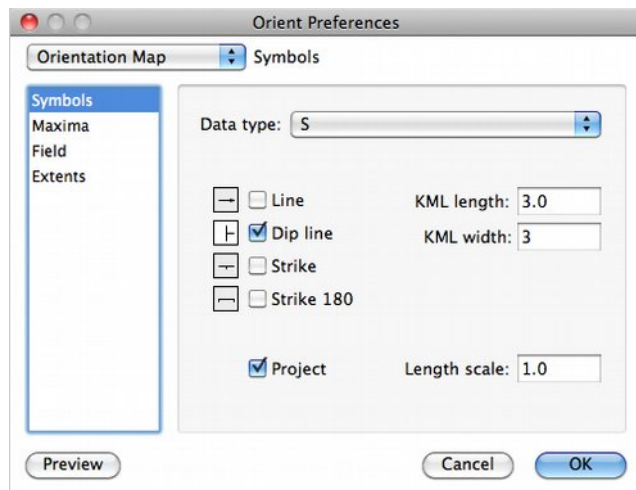 Orient Preferences
Orientation Map Symbols
Symbols
Maxima
Field
Extents
Data type: S
Line KML length: 3.0
Dip line KML width: 3
Strike
Strike 180
Project Length scale: 1.0
Preview Cancel OK